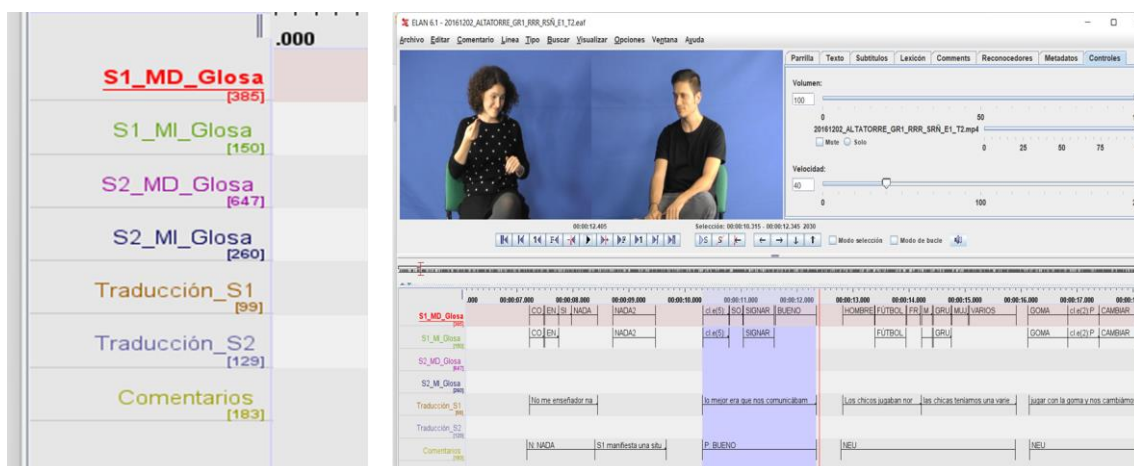 .000
S1_MD_Glosa
[385]
S1_MI_Glosa
[150]
S2_MD_Glosa
[647]
S2_MI_Glosa
[260]
Traducción_S1
[99]
Traducción_S2
[129]
Comentarios
[183]
ELAN 6.1 - 20161202_ALTATORRE_GR1_RRR_RSÑ_E1_T2.eaf
Archivo Editar Comentario Linea Tipo Buscar Visualizar Opciones Ventana Ayuda
Parrilla Texto Subtítulos Lexicón Comments Reconocedores Metadatos Controles
Volumen:
100
0 50
20161202_ALTATORRE_GR1_RRR_SRÑ_E1_T2.mp4
Mute Solo
0 25 50 75
Velocidad:
40
0 100
00:00:12.405
Selección: 00:00:10.315 - 00:00:12.345 2030
Modo selección Modo de bucle
.000 00:00:07.000 00:00:08.000 00:00:09.000 00:00:10.000 00:00:11.000 00:00:12.000 00:00:13.000 00:00:14.000 00:00:15.000 00:00:16.000 00:00:17.000
S1_MD_Glosa CO EN SI NADA NADA2 cl.e(5): SO SIGNAR BUENO HOMBRE FÚTBOL FR M GRU MUJ VARIOS GOMA cl.e(2):P CAMBIAR
S1_MI_Glosa CO EN NADA2 cl.e(5): SIGNAR FÚTBOL GRU GOMA cl.e(2):P CAMBIAR
S2_MD_Glosa
S2_MI_Glosa
Traducción_S1 No me enseñador na lo mejor era que nos comunicábam Los chicos jugaban nor las chicas teníamos una varie jugar con la goma y nos cambiámo
Traducción_S2
Comentarios N: NADA S1 manifiesta una situ P: BUENO NEU NEU